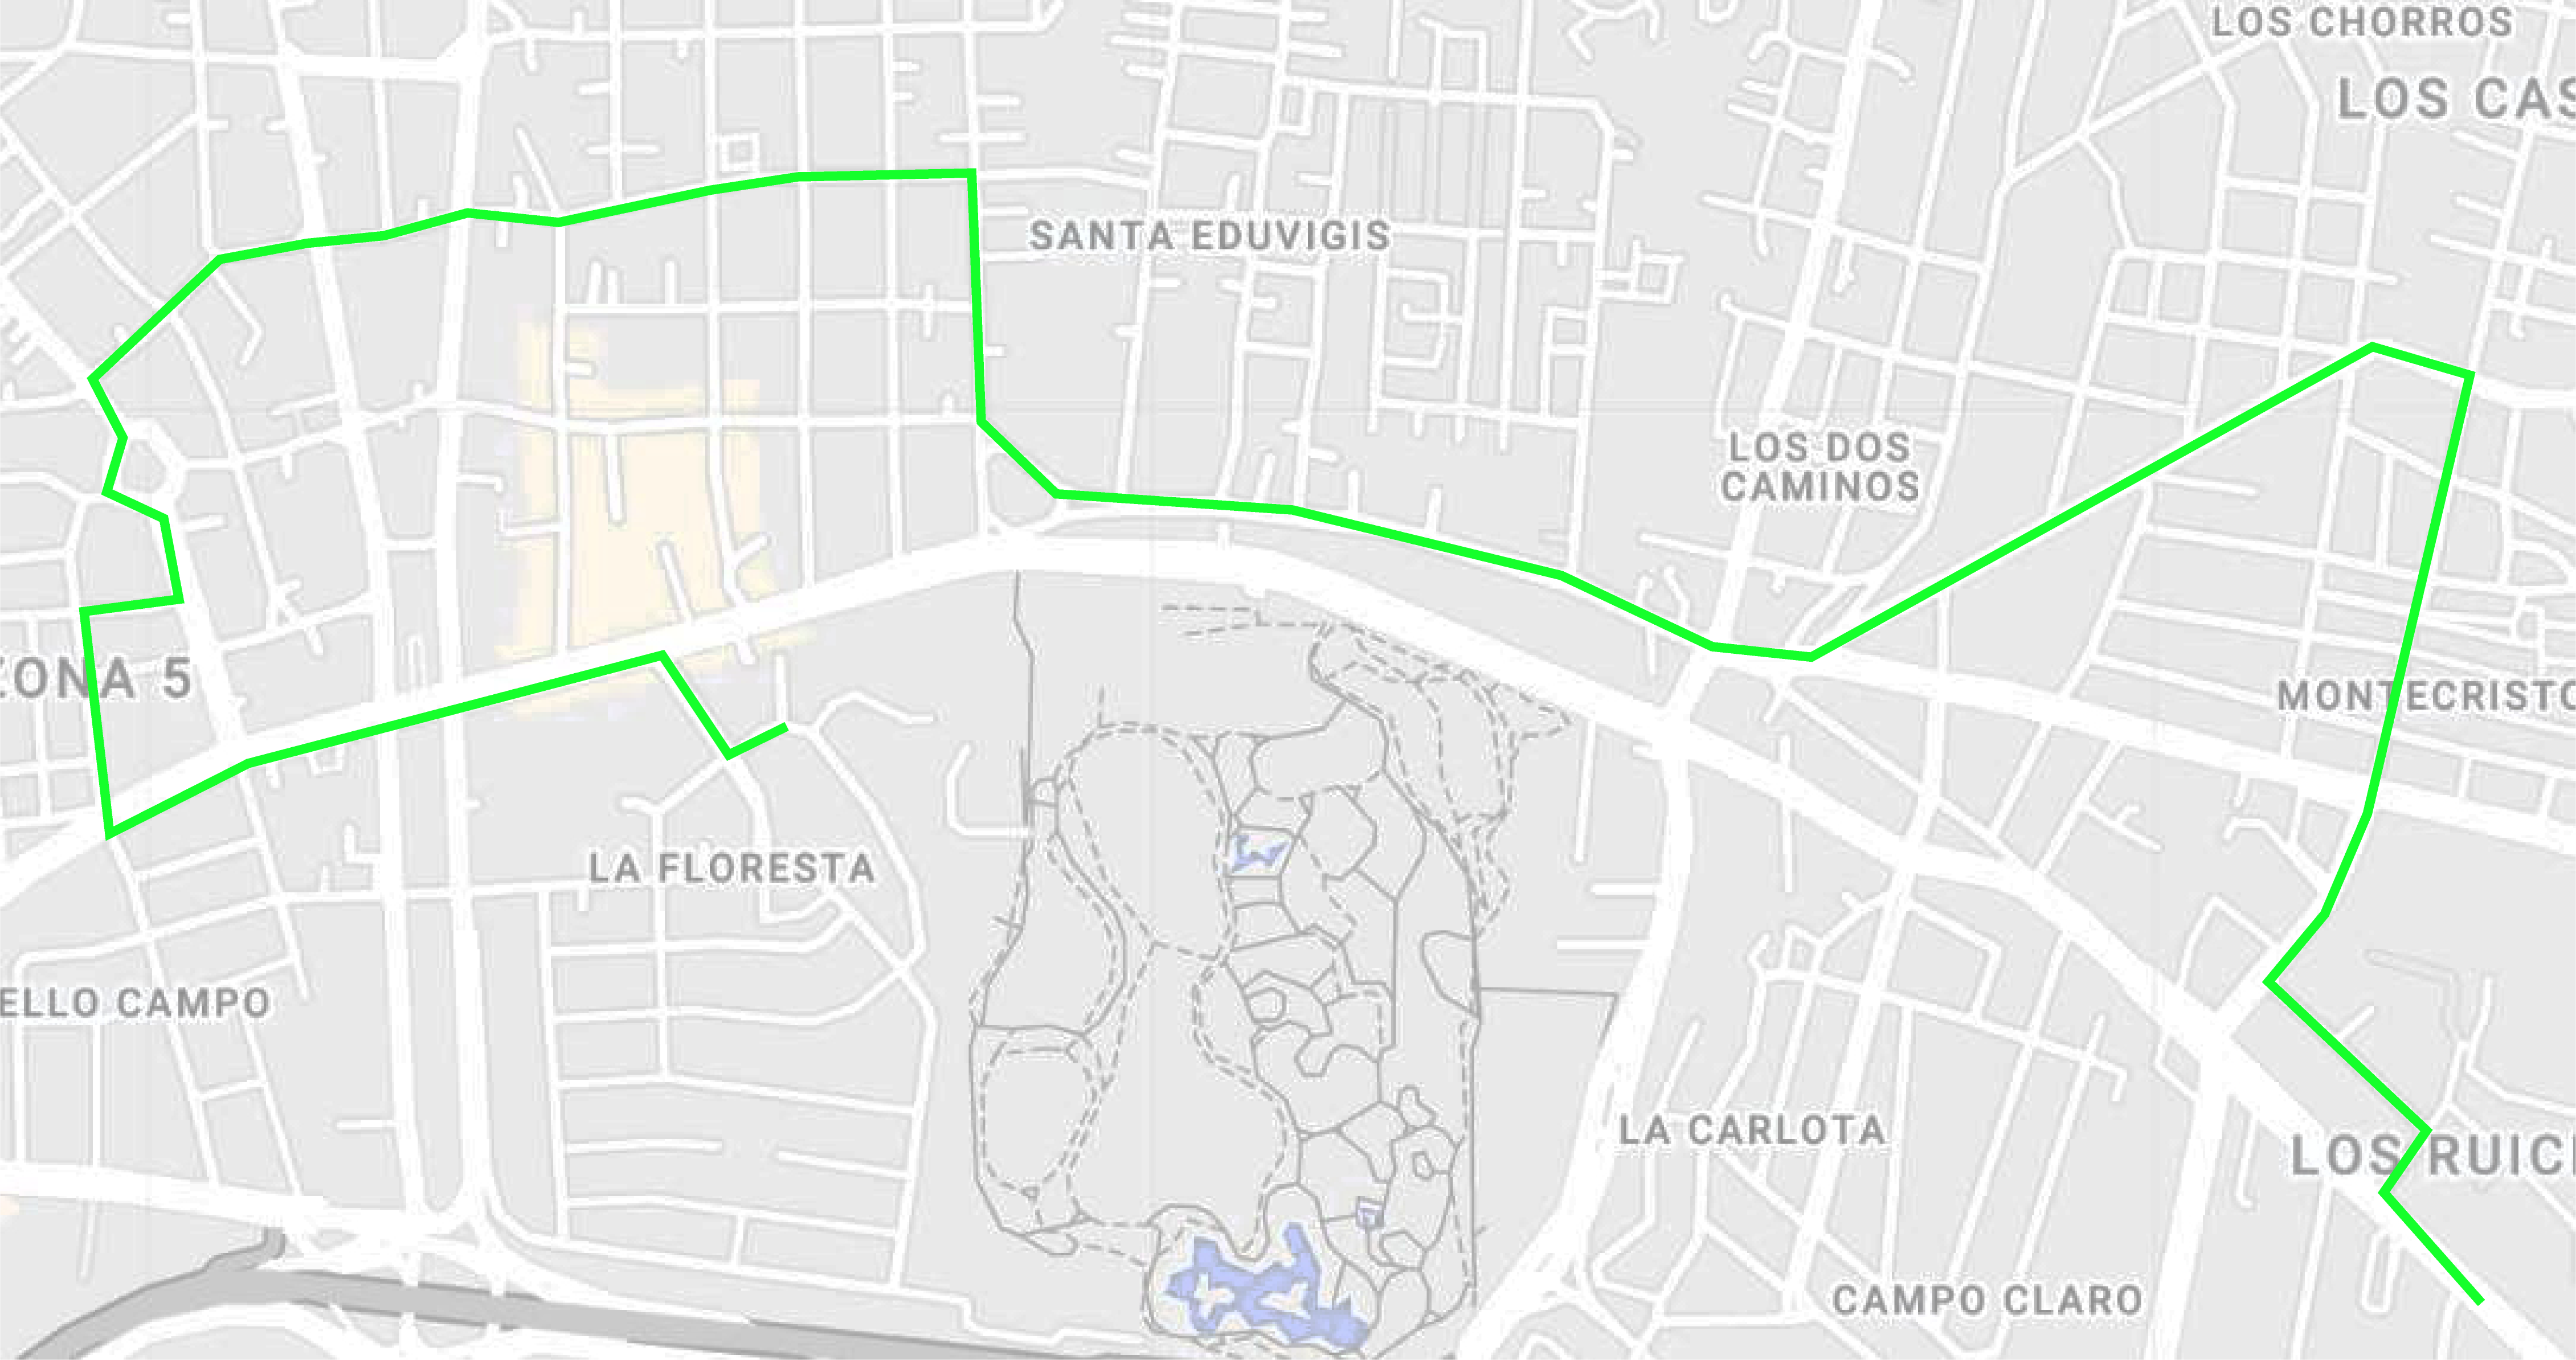 LOS CHORROS
LOS CAS
SANTA EDUVIGIS
LOS DOS
CAMINOS
ZONA 5
MONTECRISTO
LA FLORESTA
ELLO CAMPO
LA CARLOTA
LOS RUICI
CAMPO CLARO